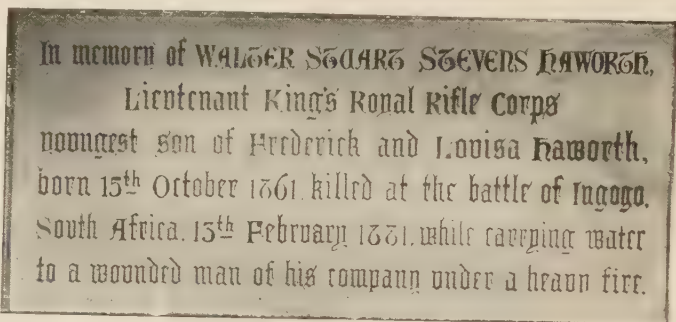 In memory of WALTER STUART STEVENS HAWORTH,
Lieutenant King's Royal Rifle Corps
youngest son of Frederick and Louisa Haworth,
born October 1861, killed at the battle of Ingogo,
South Africa, February 1881, while carrying water
to a wounded man of his company under a heavy fire.